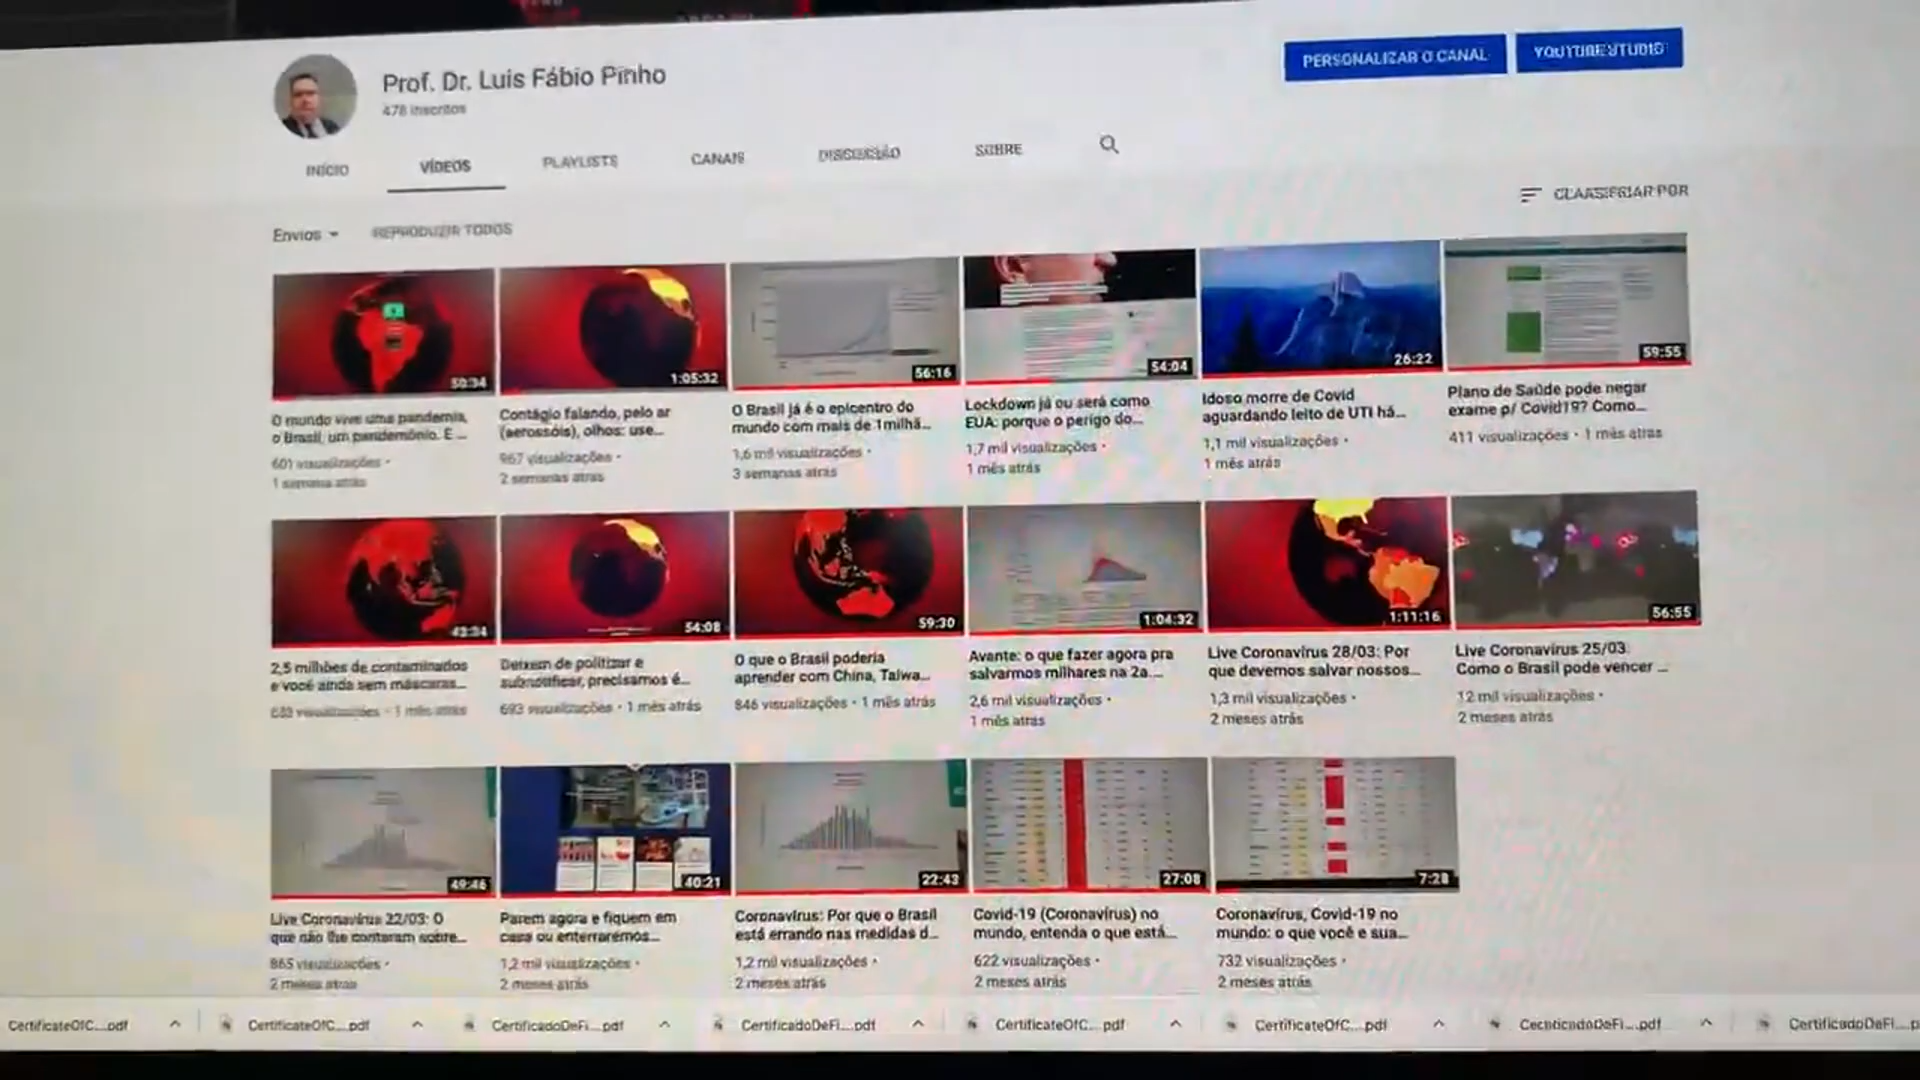 Prof. Dr. Luis Fábio Pinho
478 inscritos
PERSONALIZAR O CANAL
YOUTUBE STUDIO
INÍCIO
VÍDEOS
PLAYLISTS
CANAIS
DISCUSSÃO
SOBRE
Envios
REPRODUZIR TODOS
CLASSIFICAR POR
50:34
1:05:32
56:16
54:04
26:22
59:55
O mundo vive uma pandemia,
o Brasil, um pandemônio. E ...
601 visualizações •
1 semana atrás
Contágio falando, pelo ar
(aerossóis), olhos: use...
967 visualizações •
2 semanas atrás
O Brasil já é o epicentro do
mundo com mais de 1milhã...
1,6 mil visualizações •
3 semanas atrás
Lockdown já ou será como
EUA: porque o perigo do...
1,7 mil visualizações •
1 mês atrás
Idoso morre de Covid
aguardando leito de UTI há...
1,1 mil visualizações •
1 mês atrás
Plano de Saúde pode negar
exame p/ Covid19? Como...
411 visualizações • 1 mês atrás
43:34
54:08
59:30
1:04:32
1:11:16
56:55
2,5 milhões de contaminados
e você ainda sem máscaras...
visualizações • 1 mês atrás
Deixem de politizar e
subnotificar, precisamos é...
693 visualizações • 1 mês atrás
O que o Brasil poderia
aprender com China, Taiwa...
846 visualizações • 1 mês atrás
Avante: o que fazer agora pra
salvarmos milhares na 2a....
2,6 mil visualizações •
1 mês atrás
Live Coronavírus 28/03: Por
que devemos salvar nossos...
1,3 mil visualizações •
2 meses atrás
Live Coronavírus 25/03:
Como o Brasil pode vencer ...
12 mil visualizações •
2 meses atrás
49:46
40:21
22:43
27:08
7:28
Live Coronavírus 22/03: O
que não lhe contaram sobre...
865 visualizações •
2 meses atrás
Parem agora e fiquem em
casa ou enterraremos...
1,2 mil visualizações •
2 meses atrás
Coronavírus: Por que o Brasil
está errando nas medidas d...
1,2 mil visualizações •
2 meses atrás
Covid-19 (Coronavírus) no
mundo, entenda o que está...
622 visualizações •
2 meses atrás
Coronavírus, Covid-19 no
mundo: o que você e sua...
732 visualizações •
2 meses atrás
CertificateOfC....pdf
CertificateOfC....pdf
CertificadoDeFi....pdf
CertificadoDeFi....pdf
CertificateOfC....pdf
CertificateOfC....pdf
CertificadoDeFi....pdf
CertificadoDeFi....p